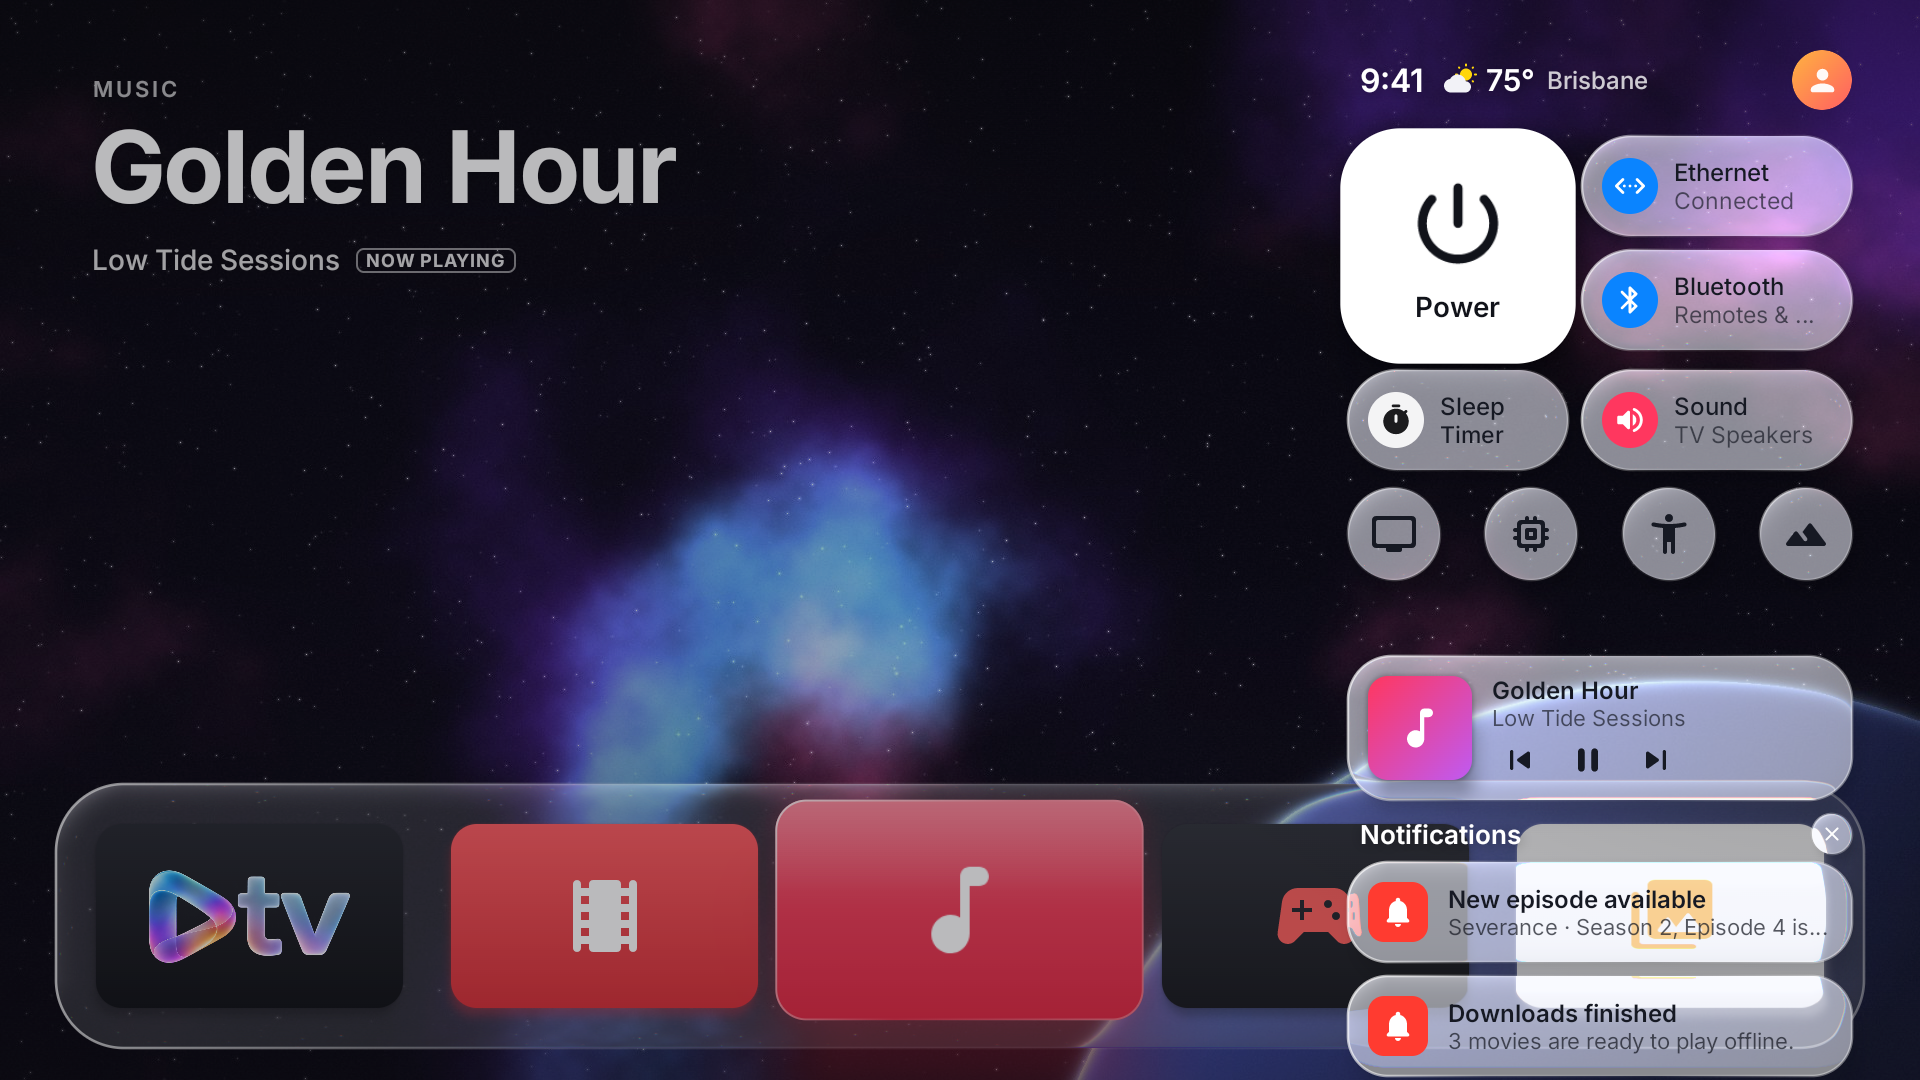 MUSIC
Golden Hour
Low Tide Sessions NOW PLAYING
9:41 75° Brisbane
Power
Ethernet
Connected
Bluetooth
Remotes & ...
Sleep
Timer
Sound
TV Speakers
Golden Hour
Low Tide Sessions
Notifications
New episode available
Severance · Season 2, Episode 4 is...
Downloads finished
3 movies are ready to play offline.
tv